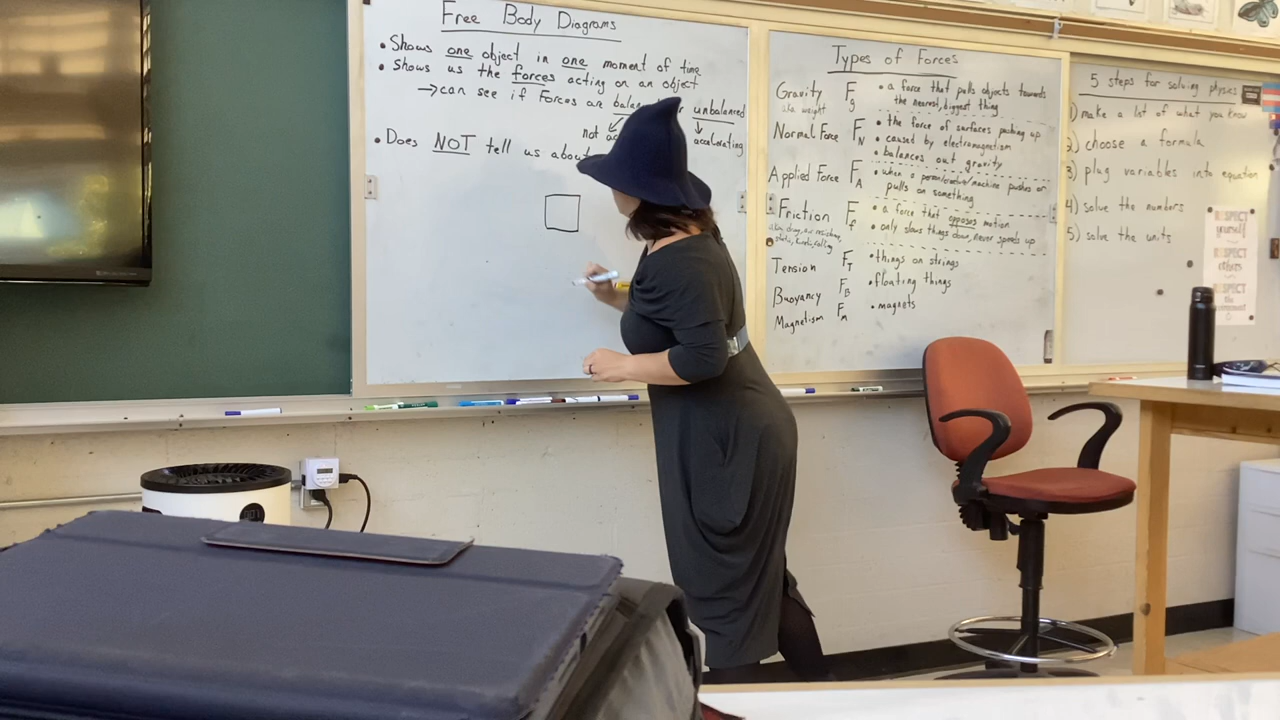 Free Body Diagrams
• Shows one object in one moment of time
• Shows us the forces acting on an object
→ can see if Forces are unbalanced
not
accelerating
• Does NOT tell us about
Types of Forces
Gravity Fg • a force that pulls objects towards
aka weight the nearest, biggest thing
Normal Force FN • the force of surfaces pushing up
• caused by electromagnetism
• balances out gravity
Applied Force FA • when a person/creature/machine pushes or
pulls on something
Friction Ff • a force that opposes motion
• only slows things down, never speeds up
Tension FT • things on strings
Buoyancy FB • floating things
Magnetism Fm • magnets
5 steps for solving physics
1) make a list of what you know
2) choose a formula
3) plug variables into equation
4) solve the numbers
5) solve the units
RESPECT
yourself
RESPECT
others
RESPECT
the environment